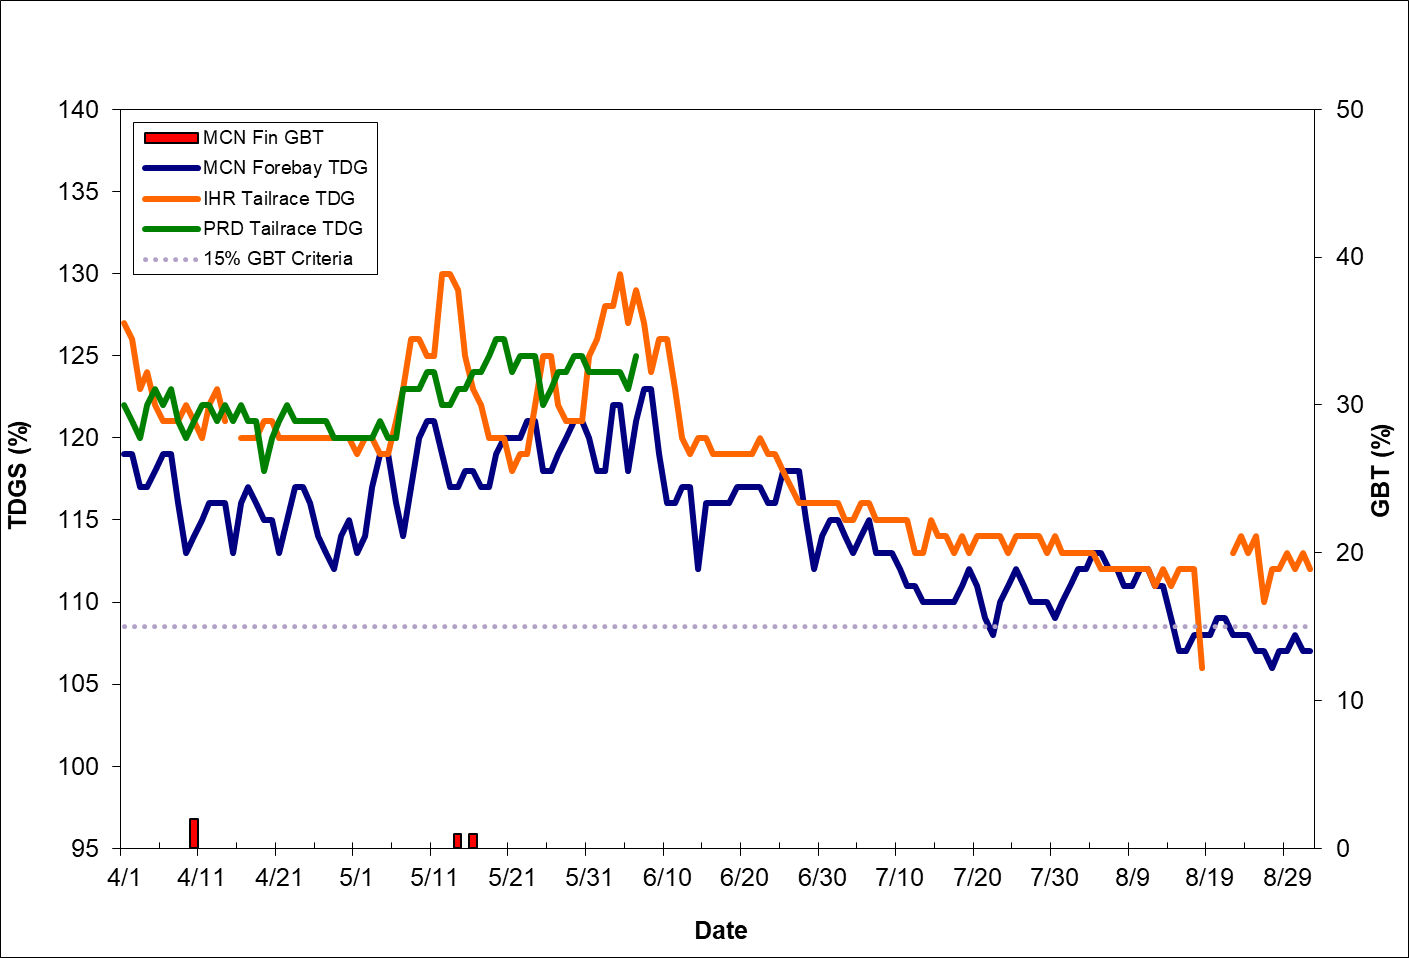 140
135
130
125
120
115
110
105
100
95
TDGS (%)
MCN Fin GBT
MCN Forebay TDG
IHR Tailrace TDG
PRD Tailrace TDG
15% GBT Criteria
50
40
30
20
10
0
GBT (%)
4/1 4/11 4/21 5/1 5/11 5/21 5/31 6/10 6/20 6/30 7/10 7/20 7/30 8/9 8/19 8/29
Date